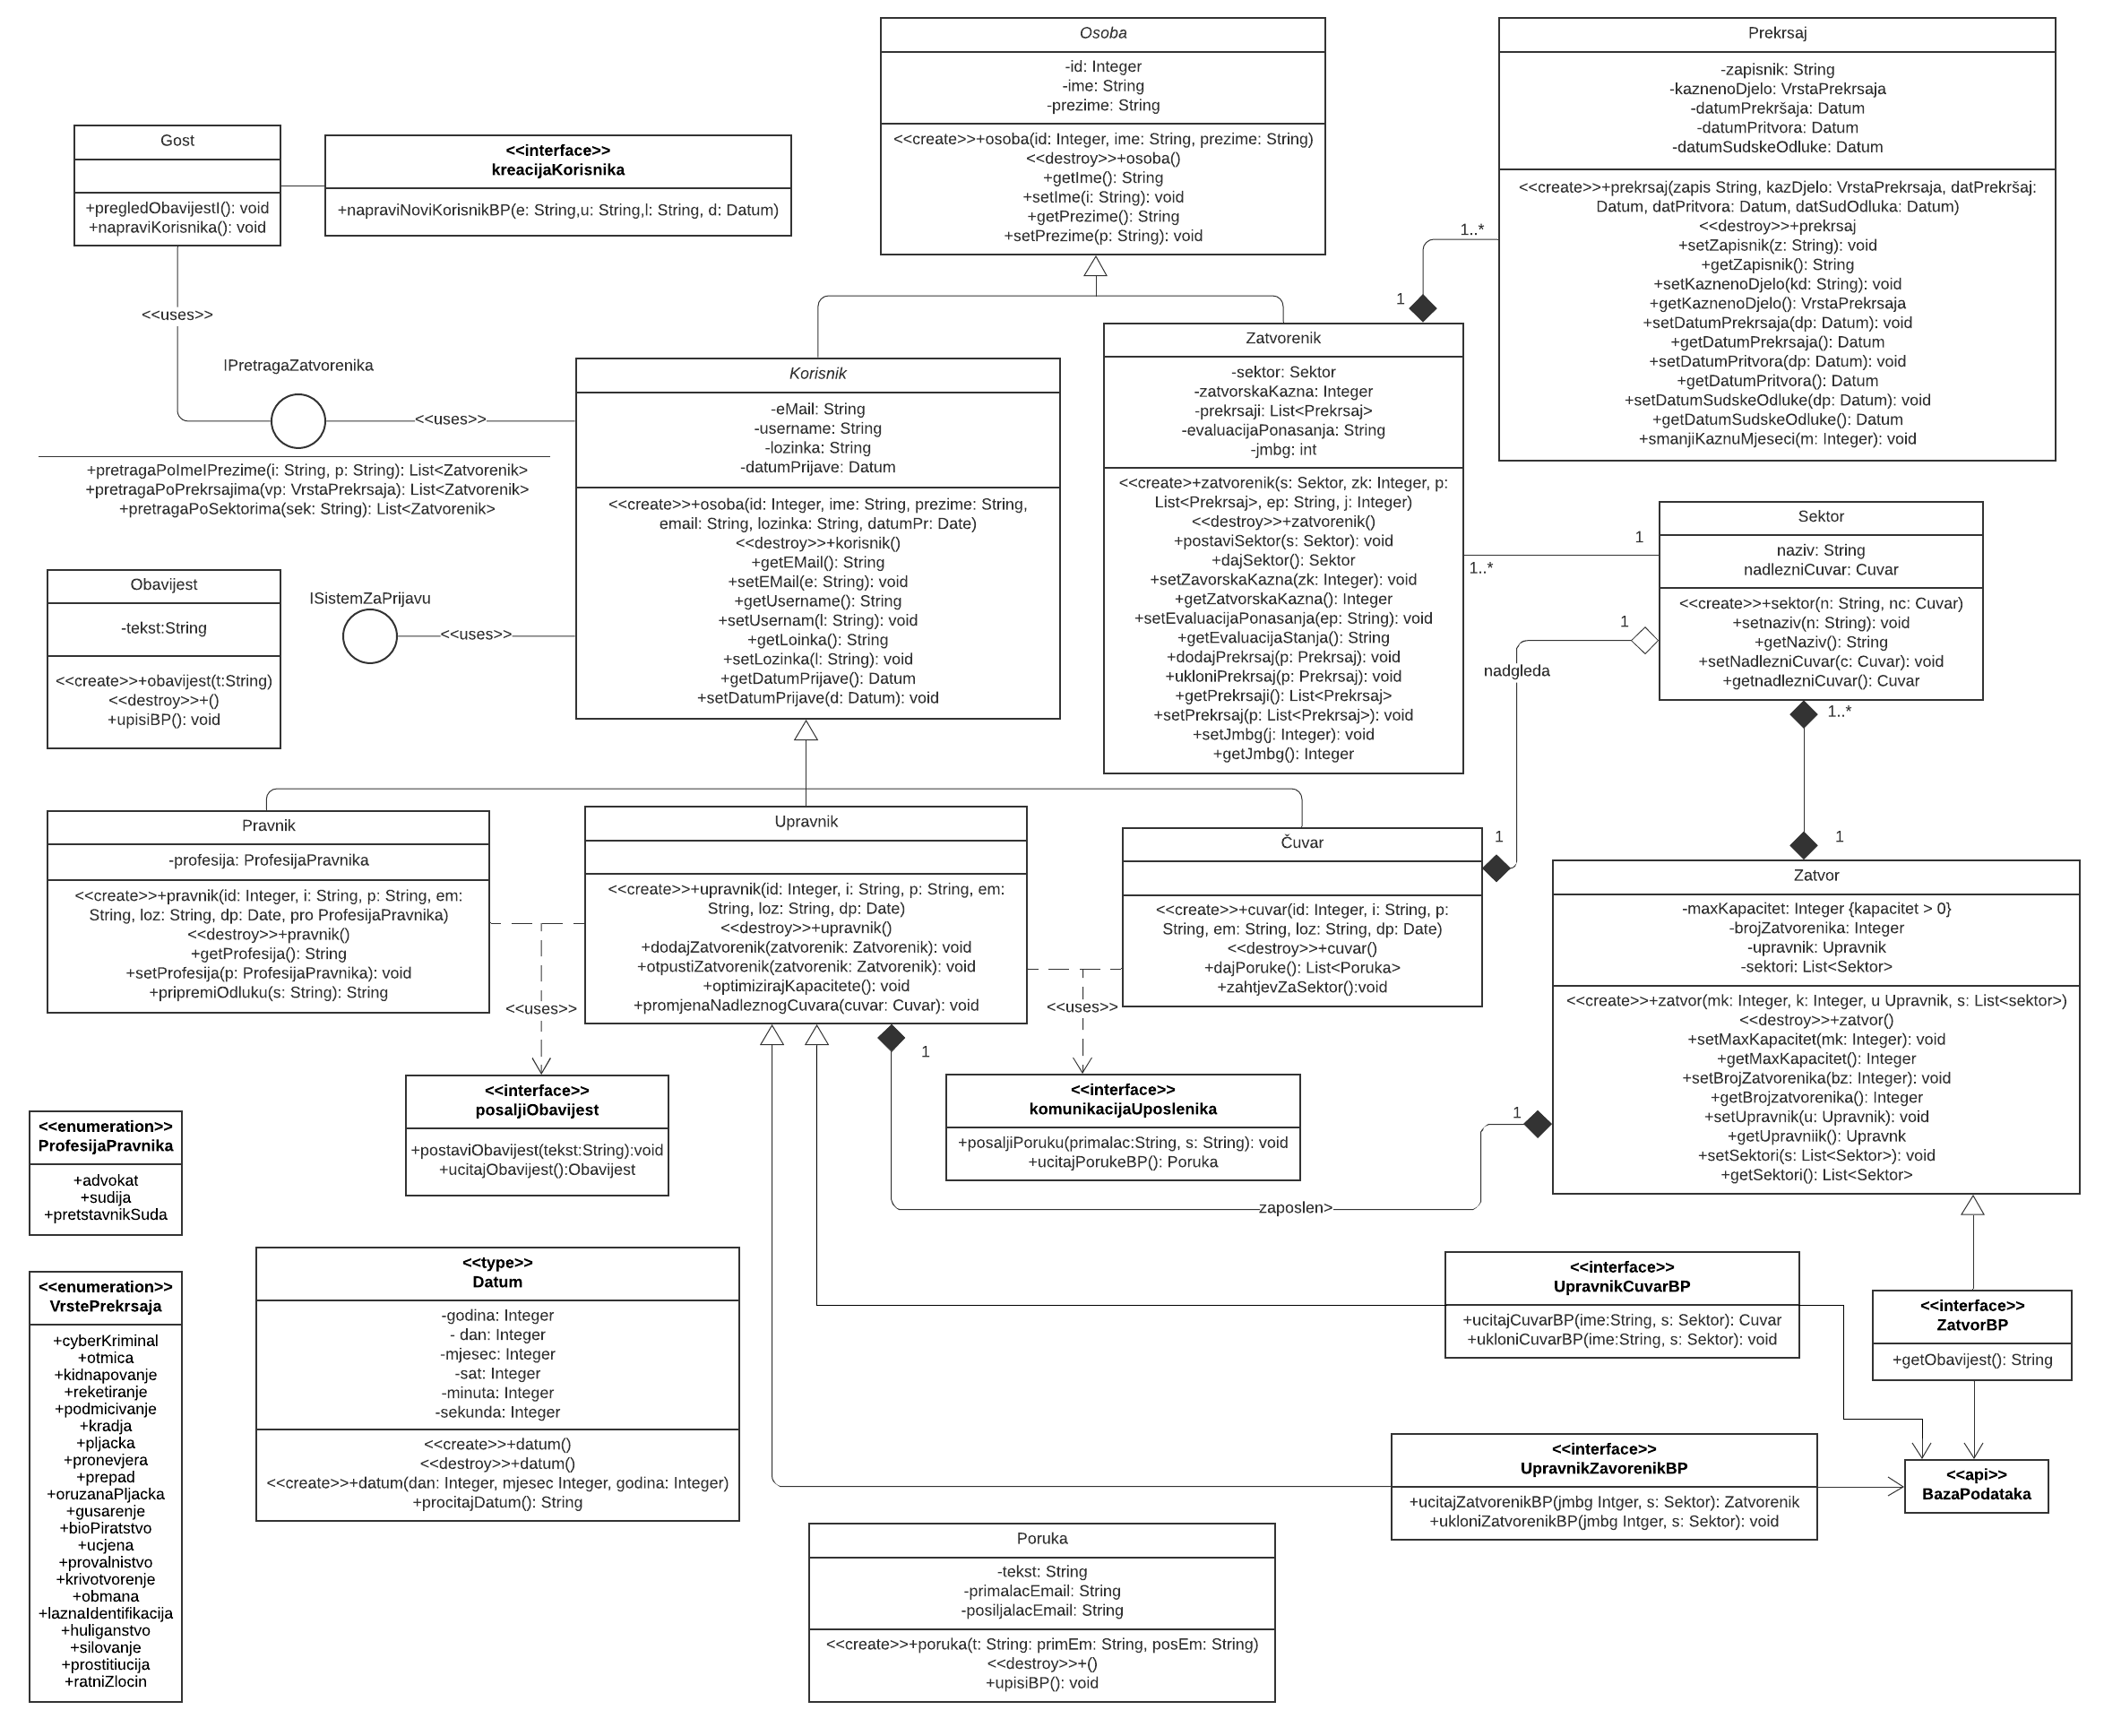 Osoba
-id: Integer
-ime: String
-prezime: String
<<create>>+osoba(id: Integer, ime: String, prezime: String)
<<destroy>>+osoba()
+getIme(): String
+setIme(i: String): void
+getPrezime(): String
+setPrezime(p: String): void
Prekrsaj
-zapisnik: String
-kaznenoDjelo: VrstaPrekrsaja
-datumPrekršaja: Datum
-datumPritvora: Datum
-datumSudskeOdluke: Datum
<<create>>+prekrsaj(zapis String, kazDjelo: VrstaPrekrsaja, datPrekršaj:
Datum, datPritvora: Datum, datSudOdluka: Datum)
<<destroy>>+prekrsaj
+setZapisnik(z: String): void
+getZapisnik(): String
+setKaznenoDjelo(kd: String): void
+getKaznenoDjelo(): VrstaPrekrsaja
+setDatumPrekrsaja(dp: Datum): void
+getDatumPrekrsaja(): Datum
+setDatumPritvora(dp: Datum): void
+getDatumPritvora(): Datum
+setDatumSudskeOdluke(dp: Datum): void
+getDatumSudskeOdluke(): Datum
+smanjiKaznuMjeseci(m: Integer): void
Gost
+pregledObavijestI(): void
+napraviKorisnika(): void
<<interface>>
kreacijaKorisnika
+napraviNoviKorisnikBP(e: String,u: String,l: String, d: Datum)
<<uses>>
IPretragaZatvorenika
<<uses>>
+pretragaPoImeIPrezime(i: String, p: String): List<Zatvorenik>
+pretragaPoPrekrsajima(vp: VrstaPrekrsaja): List<Zatvorenik>
+pretragaPoSektorima(sek: String): List<Zatvorenik>
1..*
1
Korisnik
-eMail: String
-username: String
-lozinka: String
-datumPrijave: Datum
<<create>>+osoba(id: Integer, ime: String, prezime: String,
email: String, lozinka: String, datumPr: Date)
<<destroy>>+korisnik()
+getEMail(): String
+setEMail(e: String): void
+getUsername(): String
+setUsernam(l: String): void
+getLoinka(): String
+setLozinka(l: String): void
+getDatumPrijave(): Datum
+setDatumPrijave(d: Datum): void
Zatvorenik
-sektor: Sektor
-zatvorskaKazna: Integer
-prekrsaji: List<Prekrsaj>
-evaluacijaPonasanja: String
-jmbg: int
<<create>+zatvorenik(s: Sektor, zk: Integer, p:
List<Prekrsaj>, ep: String, j: Integer)
<<destroy>>+zatvorenik()
+postaviSektor(s: Sektor): void
+dajSektor(): Sektor
+setZavorskaKazna(zk: Integer): void
+getZatvorskaKazna(): Integer
+setEvaluacijaPonasanja(ep: String): void
+getEvaluacijaStanja(): String
+dodajPrekrsaj(p: Prekrsaj): void
+ukloniPrekrsaj(p: Prekrsaj): void
+getPrekrsaji(): List<Prekrsaj>
+setPrekrsaj(p: List<Prekrsaj>): void
+setJmbg(j: Integer): void
+getJmbg(): Integer
1
1..*
Sektor
naziv: String
nadlezniCuvar: Cuvar
<<create>>+sektor(n: String, nc: Cuvar)
+setnaziv(n: String): void
+getNaziv(): String
+setNadlezniCuvar(c: Cuvar): void
+getnadlezniCuvar(): Cuvar
1
nadgleda
1
1..*
1
Obavijest
-tekst:String
<<create>>+obavijest(t:String)
<<destroy>>+()
+upisiBP(): void
ISistemZaPrijavu
<<uses>>
Pravnik
-profesija: ProfesijaPravnika
<<create>>+pravnik(id: Integer, i: String, p: String, em:
String, loz: String, dp: Date, pro ProfesijaPravnika)
<<destroy>>+pravnik()
+getProfesija(): String
+setProfesija(p: ProfesijaPravnika): void
+pripremiOdluku(s: String): String
Upravnik
<<create>>+upravnik(id: Integer, i: String, p: String, em:
String, loz: String, dp: Date)
<<destroy>>+upravnik()
+dodajZatvorenik(zatvorenik: Zatvorenik): void
+otpustiZatvorenik(zatvorenik: Zatvorenik): void
+optimizirajKapacitete(): void
+promjenaNadleznogCuvara(cuvar: Cuvar): void
Čuvar
<<create>>+cuvar(id: Integer, i: String, p:
String, em: String, loz: String, dp: Date)
<<destroy>>+cuvar()
+dajPoruke(): List<Poruka>
+zahtjevZaSektor():void
Zatvor
-maxKapacitet: Integer {kapacitet > 0}
-brojZatvorenika: Integer
-upravnik: Upravnik
-sektori: List<Sektor>
<<create>>+zatvor(mk: Integer, k: Integer, u Upravnik, s: List<sektor>)
<<destroy>>+zatvor()
+setMaxKapacitet(mk: Integer): void
+getMaxKapacitet(): Integer
+setBrojZatvorenika(bz: Integer): void
+getBrojzatvorenika(): Integer
+setUpravnik(u: Upravnik): void
+getUpravniik(): Upravnk
+setSektori(s: List<Sektor>): void
+getSektori(): List<Sektor>
<<uses>>
<<uses>>
1
1
zaposlen>
<<interface>>
posaljiObavijest
+postaviObavijest(tekst:String):void
+ucitajObavijest():Obavijest
<<interface>>
komunikacijaUposlenika
+posaljiPoruku(primalac:String, s: String): void
+ucitajPorukeBP(): Poruka
<<enumeration>>
ProfesijaPravnika
+advokat
+sudija
+pretstavnikSuda
<<enumeration>>
VrstePrekrsaja
+cyberKriminal
+otmica
+kidnapovanje
+reketiranje
+podmicivanje
+kradja
+pljacka
+pronevjera
+prepad
+oruzanaPljacka
+gusarenje
+bioPiratstvo
+ucjena
+provalnistvo
+krivotvorenje
+obmana
+laznaIdentifikacija
+huliganstvo
+silovanje
+prostitiucija
+ratniZlocin
<<type>>
Datum
-godina: Integer
- dan: Integer
-mjesec: Integer
-sat: Integer
-minuta: Integer
-sekunda: Integer
<<create>>+datum()
<<destroy>>+datum()
<<create>>+datum(dan: Integer, mjesec Integer, godina: Integer)
+procitajDatum(): String
<<interface>>
UpravnikCuvarBP
+ucitajCuvarBP(ime:String, s: Sektor): Cuvar
+ukloniCuvarBP(ime:String, s: Sektor): void
<<interface>>
ZatvorBP
+getObavijest(): String
<<interface>>
UpravnikZavorenikBP
+ucitajZatvorenikBP(jmbg Intger, s: Sektor): Zatvorenik
+ukloniZatvorenikBP(jmbg Intger, s: Sektor): void
<<api>>
BazaPodataka
Poruka
-tekst: String
-primalacEmail: String
-posiljalacEmail: String
<<create>>+poruka(t: String: primEm: String, posEm: String)
<<destroy>>+()
+upisiBP(): void